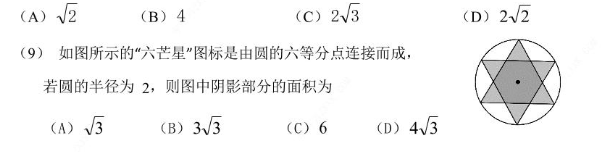 (A) √2 (B) 4 (C) 2√3 (D) 2√2
(9) 如图所示的“六芒星”图标是由圆的六等分点连接而成，
若圆的半径为 2，则图中阴影部分的面积为
(A) √3 (B) 3√3 (C) 6 (D) 4√3